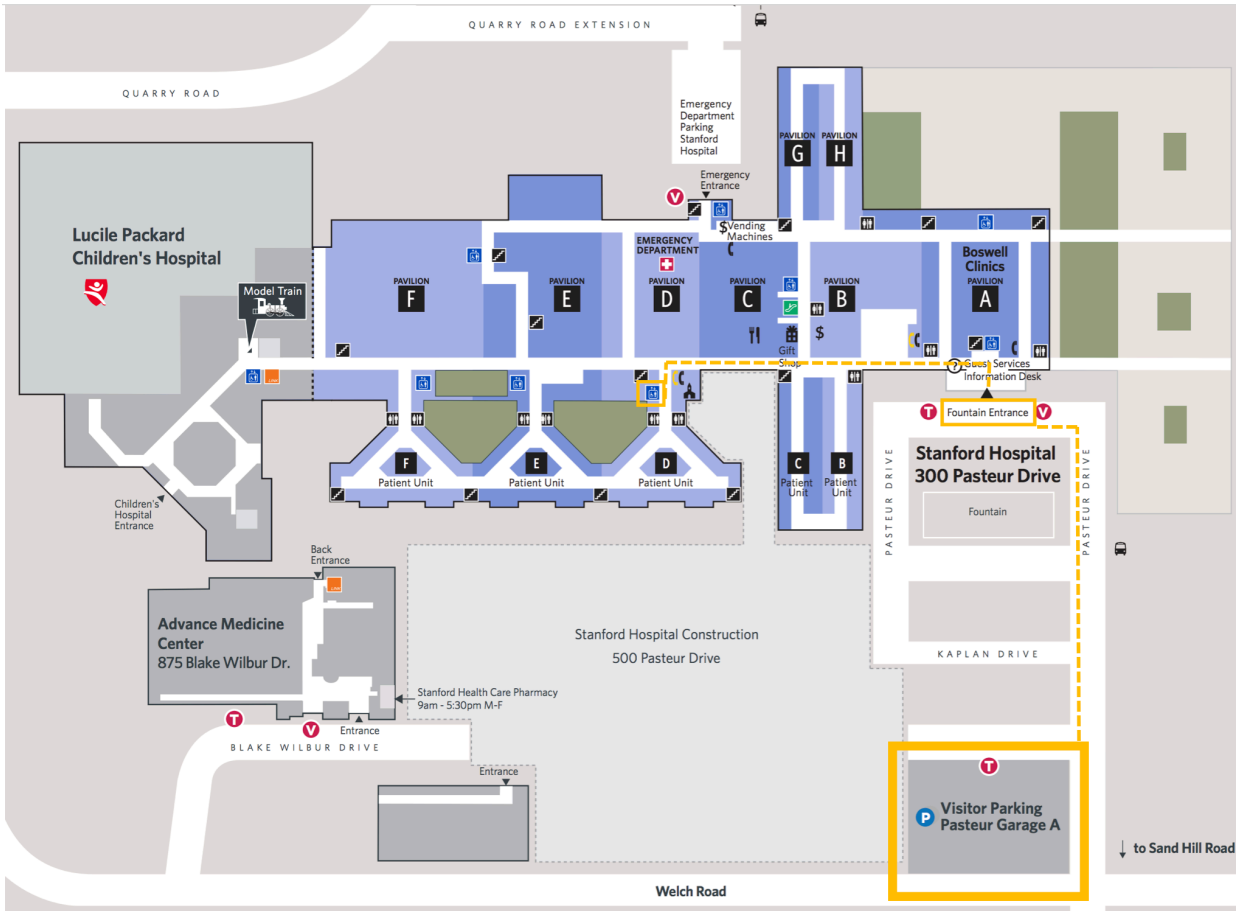 QUARRY ROAD EXTENSION
QUARRY ROAD
Emergency
Department
Parking
Stanford
Hospital
Emergency
Entrance
V
$
Vending
Machines
PAVILION
G
PAVILION
H
Lucile Packard
Children's Hospital
Model Train
EMERGENCY
DEPARTMENT
PAVILION
F
PAVILION
E
PAVILION
D
PAVILION
C
PAVILION
B
Boswell
Clinics
PAVILION
A
$
Gift
Shop
?
Guest Services
Information Desk
T
Fountain Entrance
V
Stanford Hospital
300 Pasteur Drive
Fountain
PASTEUR DRIVE
PASTEUR DRIVE
F
Patient Unit
E
Patient Unit
D
Patient Unit
C
Patient
Unit
B
Patient
Unit
Children's
Hospital
Entrance
Back
Entrance
Advance Medicine
Center
875 Blake Wilbur Dr.
Stanford Health Care Pharmacy
9am - 5:30pm M-F
T
V
Entrance
BLAKE WILBUR DRIVE
Entrance
Stanford Hospital Construction
500 Pasteur Drive
KAPLAN DRIVE
T
P
Visitor Parking
Pasteur Garage A
to Sand Hill Road
Welch Road